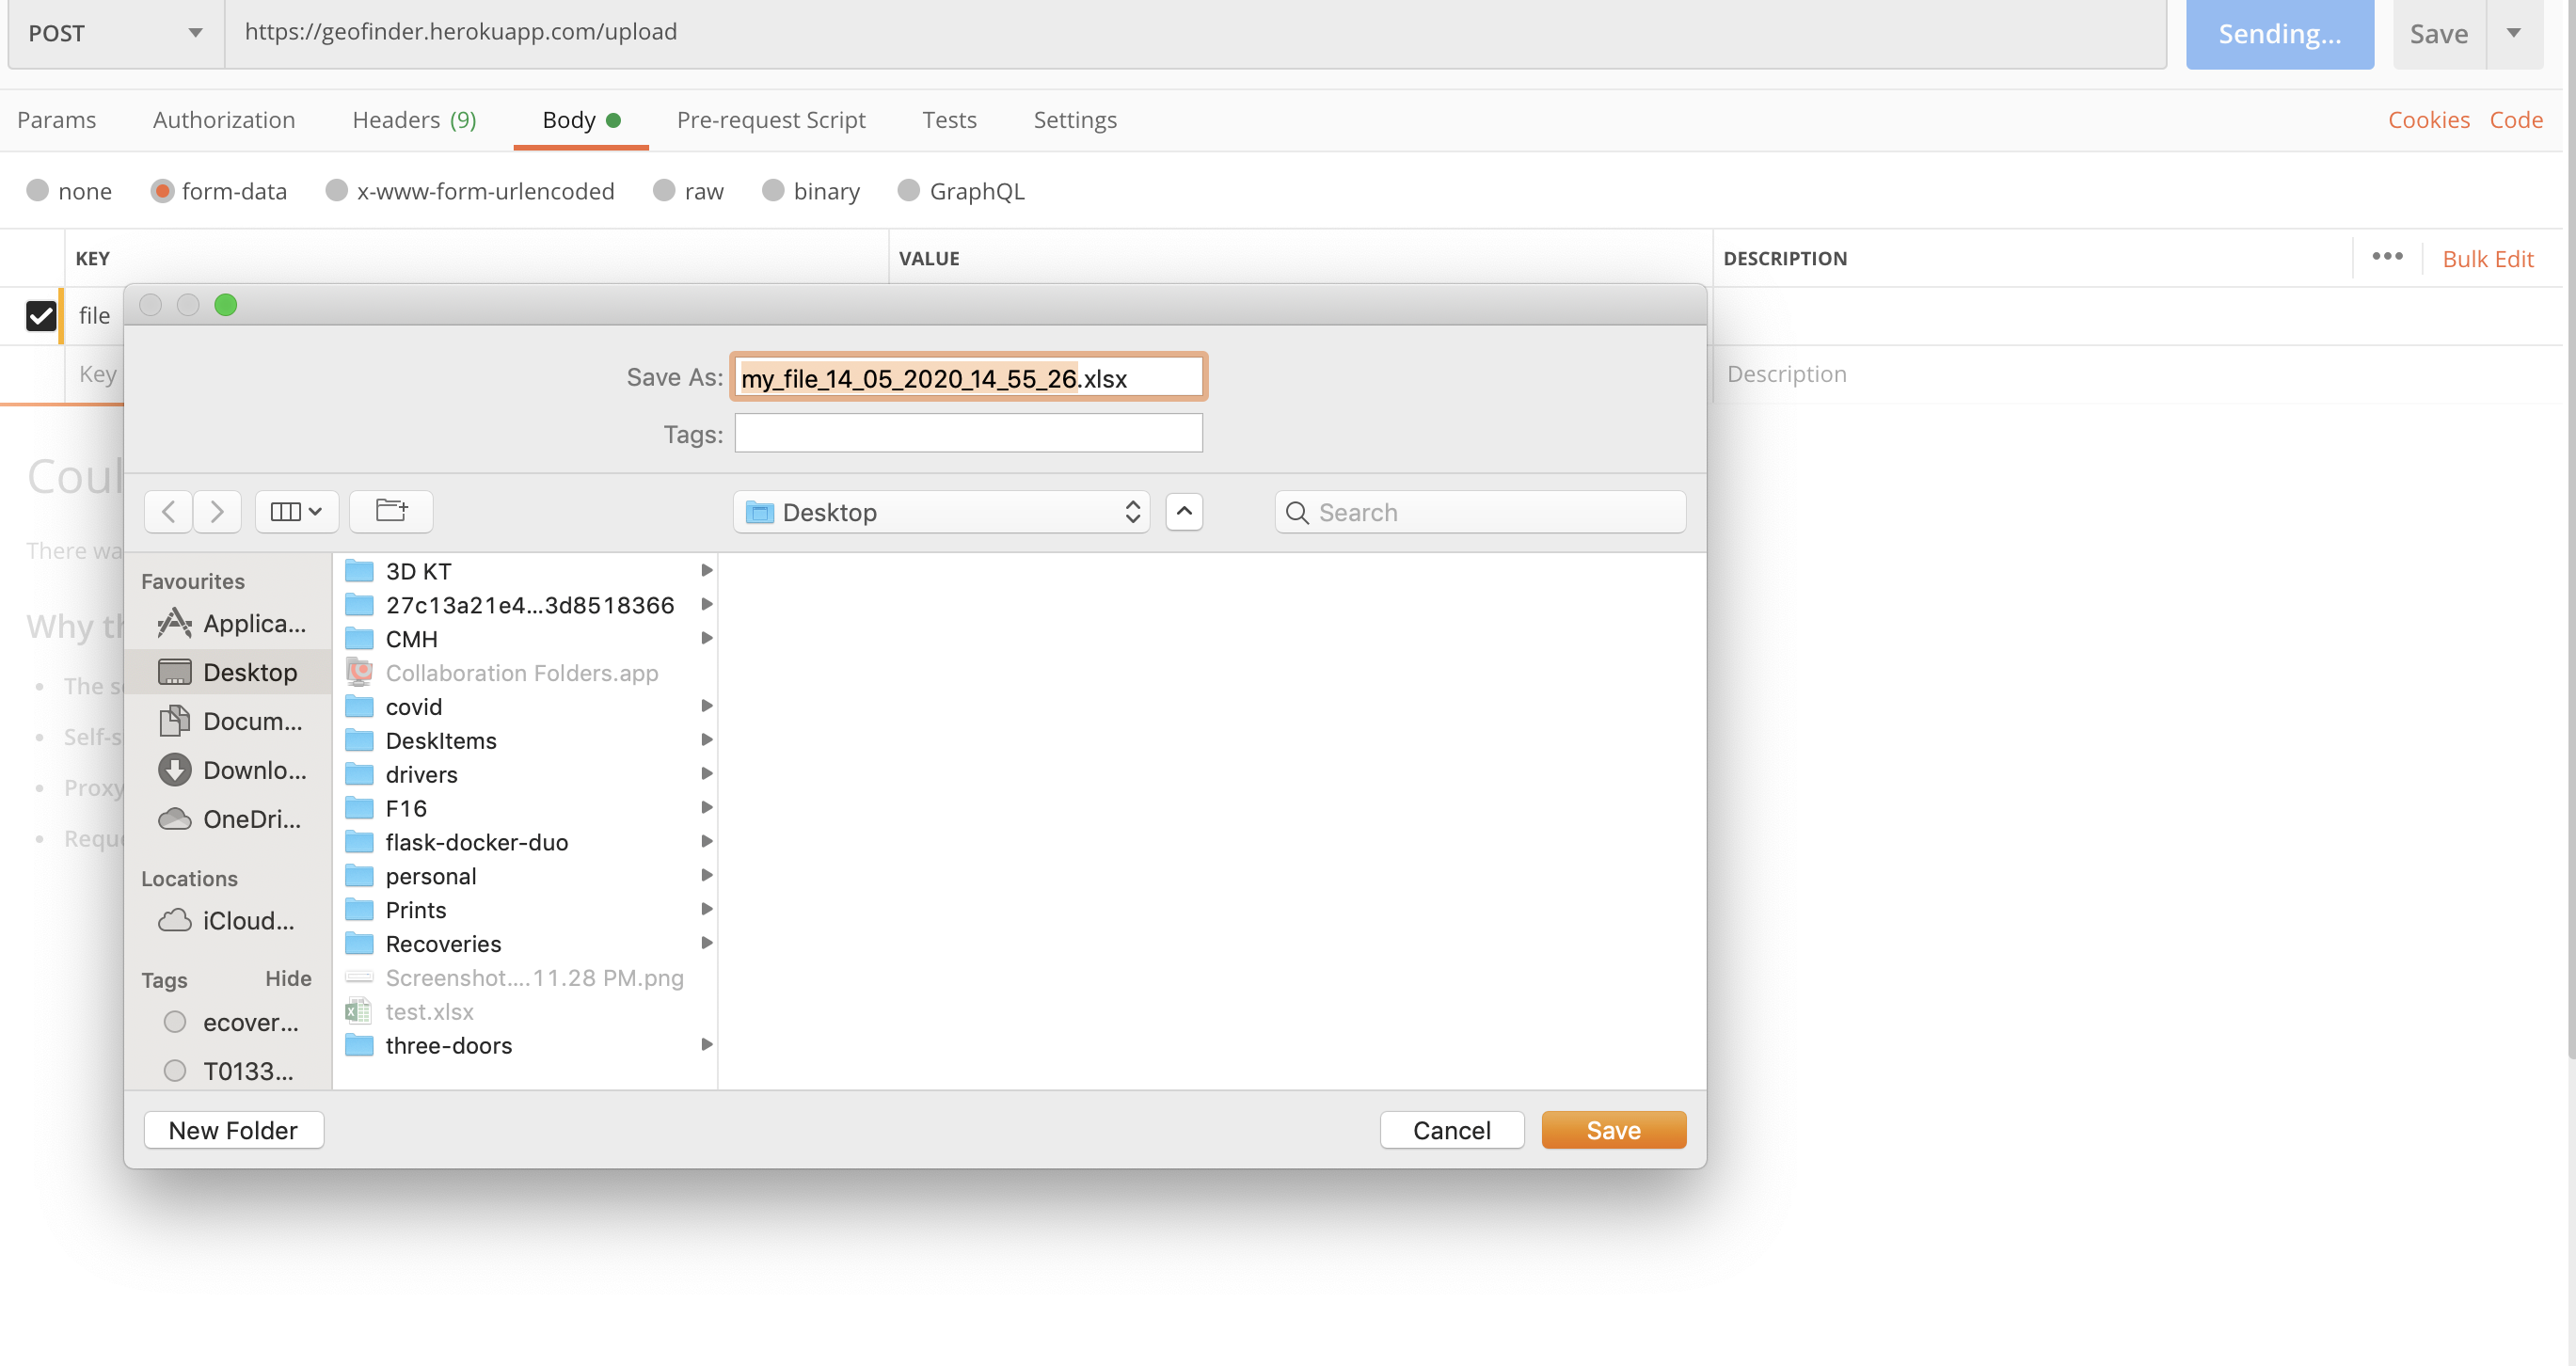 POST
https://geofinder.herokuapp.com/upload
Sending...
Save
Params
Authorization
Headers (9)
Body
Pre-request Script
Tests
Settings
Cookies
Code
none
form-data
x-www-form-urlencoded
raw
binary
GraphQL
KEY
VALUE
DESCRIPTION
Bulk Edit
file
Key
Description
Save As:
my_file_14_05_2020_14_55_26.xlsx
Tags:
Coul
Desktop
Search
There wa
Why th
The s
Self-s
Proxy
Reque
Favourites
Applica...
Desktop
Docum...
Downlo...
OneDri...
Locations
iCloud...
Tags
Hide
ecover...
T0133...
3D KT
27c13a21e4...3d8518366
CMH
Collaboration Folders.app
covid
DeskItems
drivers
F16
flask-docker-duo
personal
Prints
Recoveries
Screenshot....11.28 PM.png
test.xlsx
three-doors
New Folder
Cancel
Save